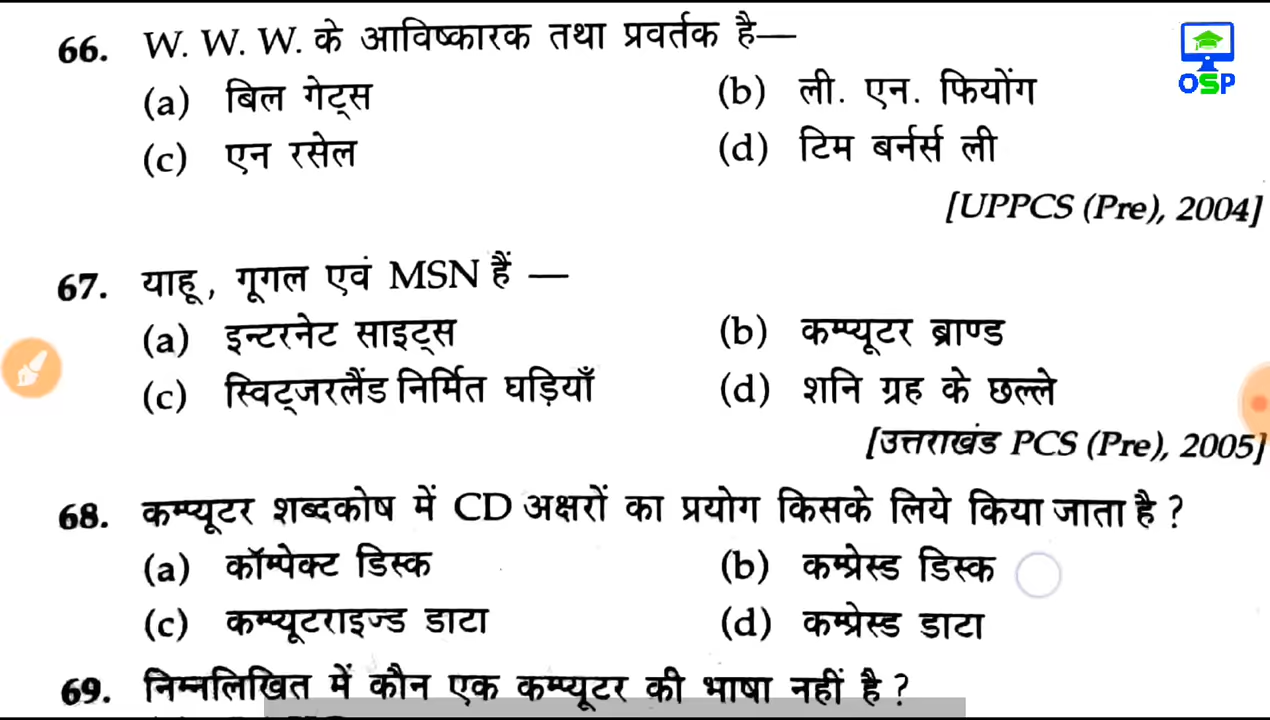 66. W. W. W. के आविष्कारक तथा प्रवर्तक है—
OSP
(a) बिल गेट्स (b) ली. एन. फियोंग
(c) एन रसेल (d) टिम बर्नर्स ली
[UPPCS (Pre), 2004]
67. याहू, गूगल एवं MSN हैं —
(a) इन्टरनेट साइट्स (b) कम्प्यूटर ब्राण्ड
(c) स्विट्जरलैंड निर्मित घड़ियाँ (d) शनि ग्रह के छल्ले
[उत्तराखंड PCS (Pre), 2005]
68. कम्प्यूटर शब्दकोष में CD अक्षरों का प्रयोग किसके लिये किया जाता है ?
(a) कॉम्पेक्ट डिस्क (b) कम्प्रेस्ड डिस्क
(c) कम्प्यूटराइज्ड डाटा (d) कम्प्रेस्ड डाटा
69. निम्नलिखित में कौन एक कम्प्यूटर की भाषा नहीं है ?